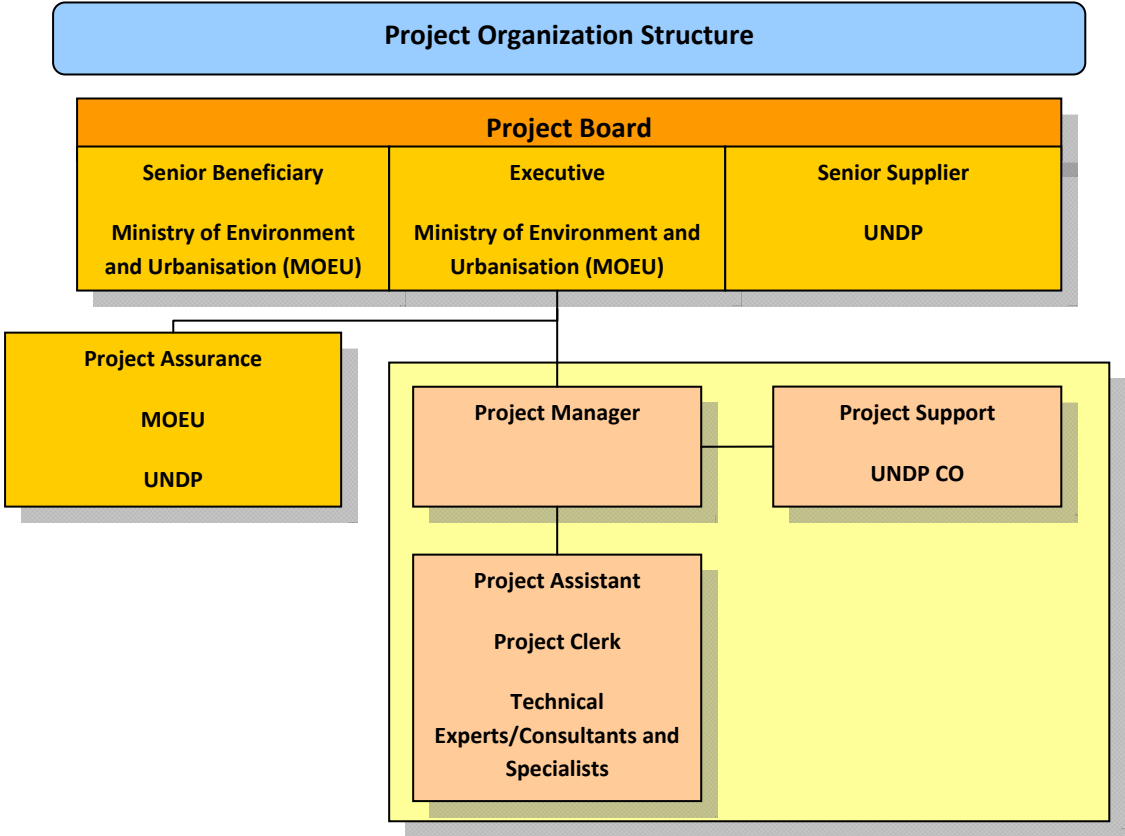 Project Organization Structure
Project Board
Senior Beneficiary
Ministry of Environment
and Urbanisation (MOEU)
Executive
Ministry of Environment and
Urbanisation (MOEU)
Senior Supplier
UNDP
Project Assurance
MOEU
UNDP
Project Manager
Project Support
UNDP CO
Project Assistant
Project Clerk
Technical
Experts/Consultants and
Specialists